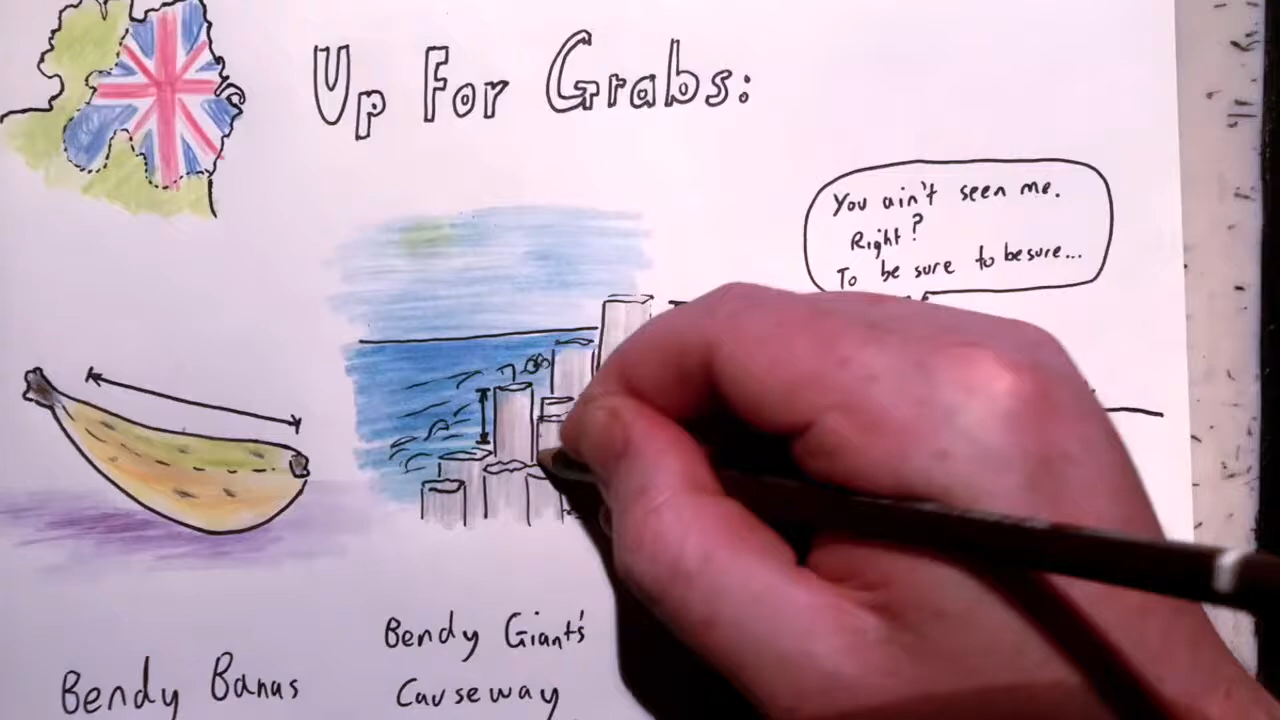 Up For Grabs:
You ain't seen me.
Right?
To be sure to be sure...
Bendy Banas
Bendy Giant's
Causeway